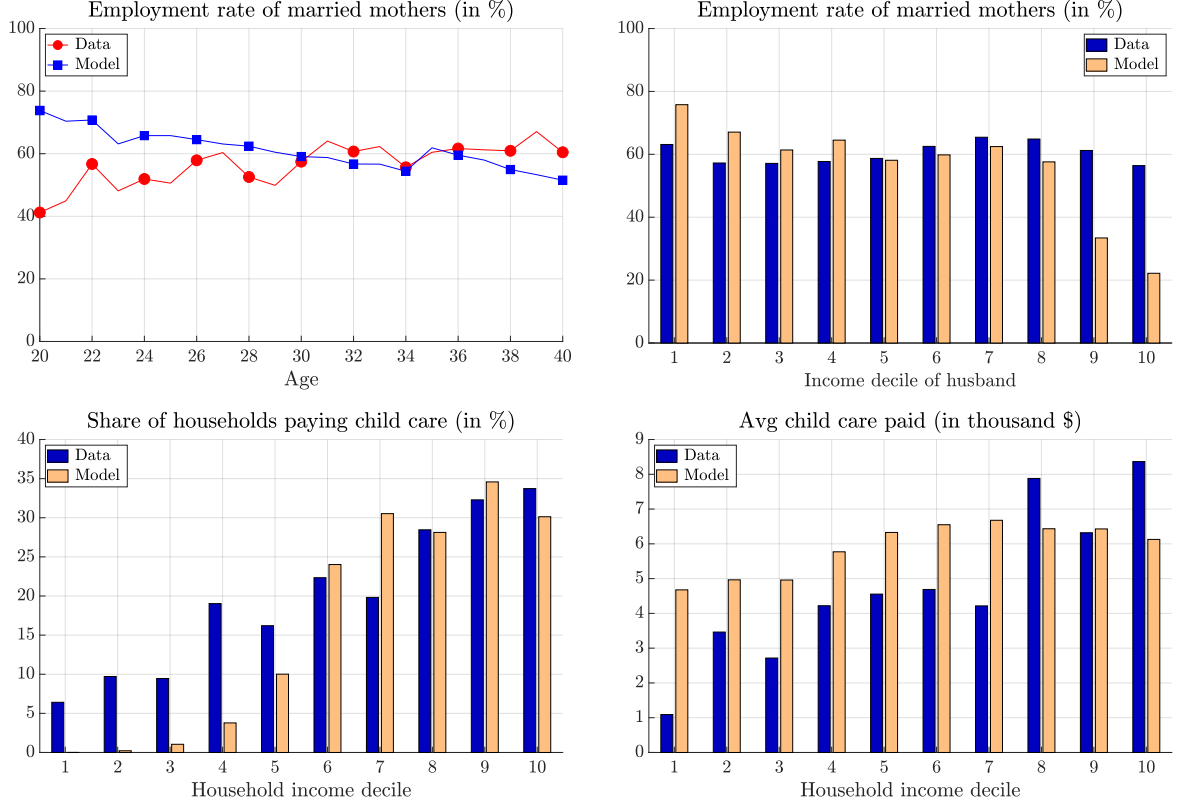 Employment rate of married mothers (in %)
100
80
60
40
20
0
Data
Model
20 22 24 26 28 30 32 34 36 38 40
Age
Employment rate of married mothers (in %)
100
80
60
40
20
0
Data
Model
1 2 3 4 5 6 7 8 9 10
Income decile of husband
Share of households paying child care (in %)
40
35
30
25
20
15
10
5
0
Data
Model
1 2 3 4 5 6 7 8 9 10
Household income decile
Avg child care paid (in thousand $)
9
8
7
6
5
4
3
2
1
0
Data
Model
1 2 3 4 5 6 7 8 9 10
Household income decile